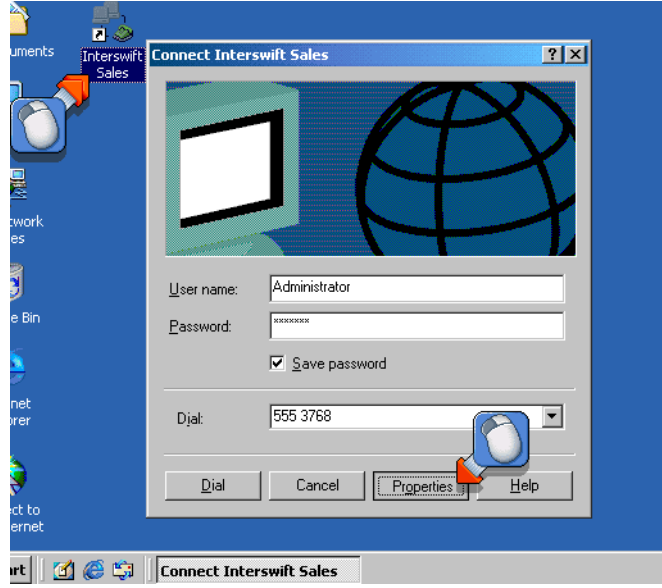 uments
Interswift
Sales
Connect Interswift Sales
twork
es
e Bin
net
orer
ect to
ernet
User name:
Administrator
Password:
*******
Save password
Dial:
555 3768
Dial
Cancel
Properties
Help
art
Connect Interswift Sales